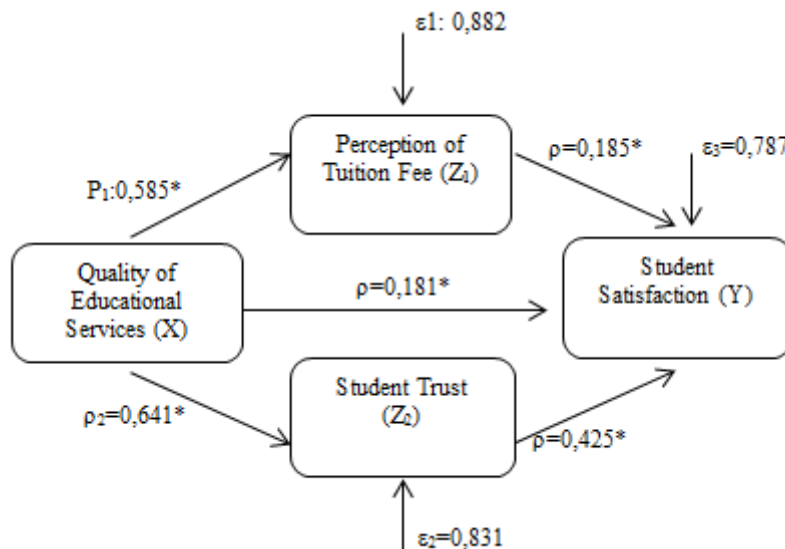 ε1: 0,882
Perception of
Tuition Fee (Z₁)
ρ=0,185*
ε₃=0,787
P₁:0,585*
Quality of
Educational
Services (X)
ρ=0,181*
Student
Satisfaction (Y)
Student Trust
(Z₂)
ρ₂=0,641*
ρ=0,425*
ε₂=0,831